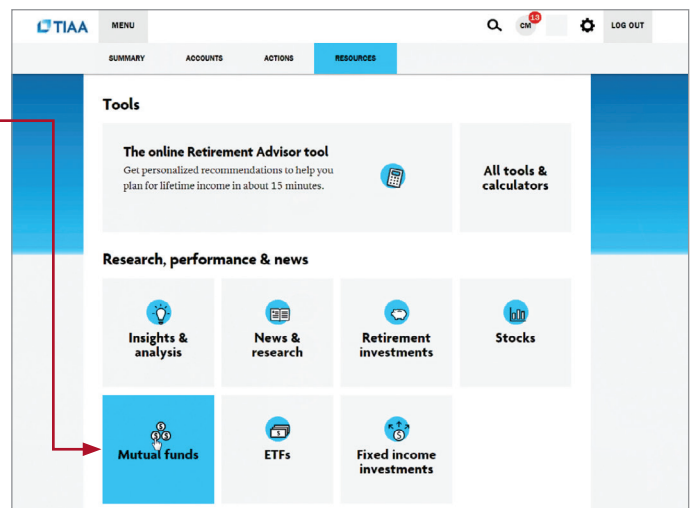 TIAA
MENU
CM
13
LOG OUT
SUMMARY
ACCOUNTS
ACTIONS
RESOURCES
Tools
The online Retirement Advisor tool
Get personalized recommendations to help you
plan for lifetime income in about 15 minutes.
All tools &
calculators
Research, performance & news
Insights &
analysis
News &
research
Retirement
investments
Stocks
Mutual funds
ETFs
Fixed income
investments